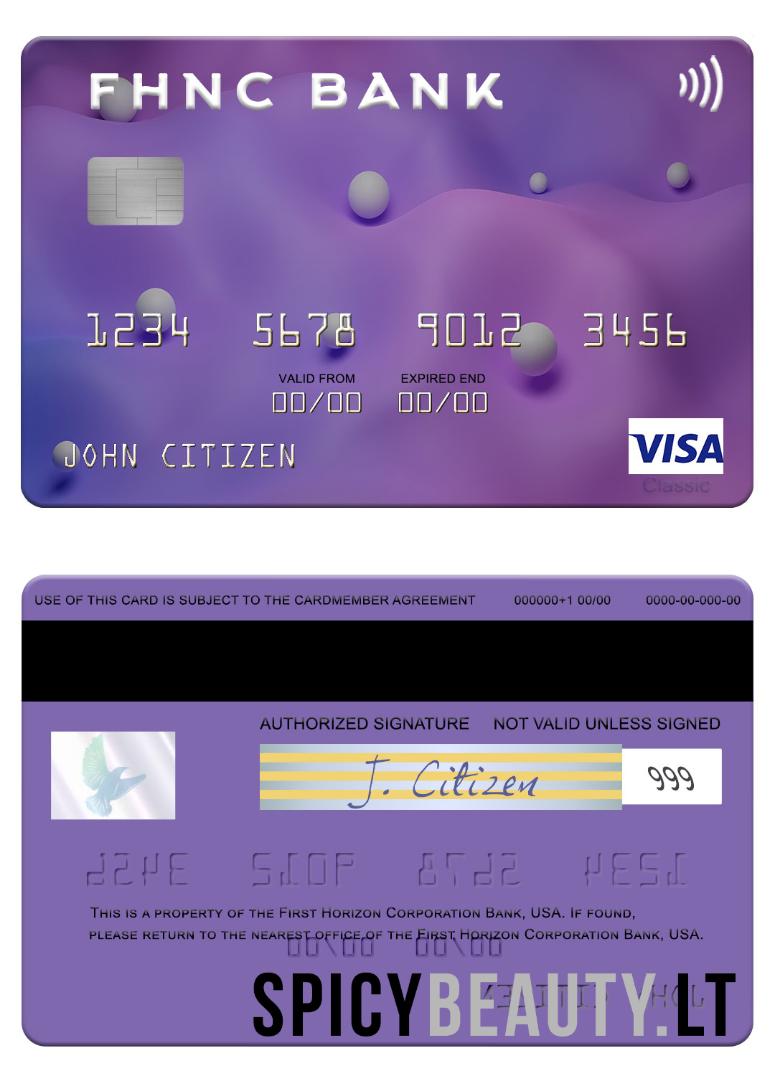 FHNC BANK
1234 5678 9012 3456
VALID FROM EXPIRED END
00/00 00/00
JOHN CITIZEN
VISA
Classic
USE OF THIS CARD IS SUBJECT TO THE CARDMEMBER AGREEMENT 000000+1 00/00 0000-00-000-00
AUTHORIZED SIGNATURE NOT VALID UNLESS SIGNED
J. Citizen 999
THIS IS A PROPERTY OF THE FIRST HORIZON CORPORATION BANK, USA. IF FOUND,
PLEASE RETURN TO THE NEAREST OFFICE OF THE FIRST HORIZON CORPORATION BANK, USA.
SPICYBEAUTY.LT